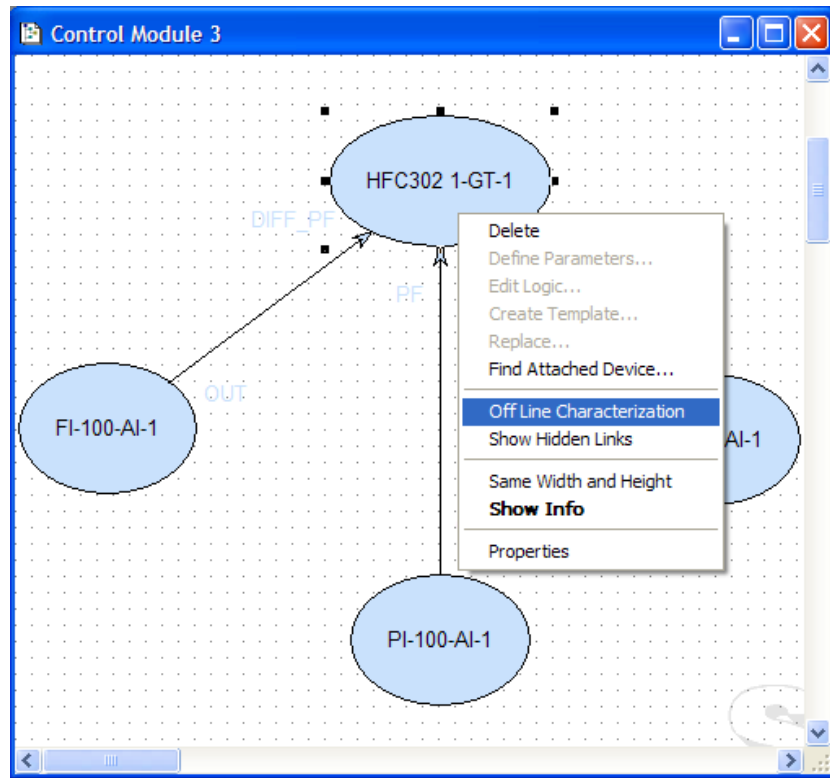 Control Module 3
HFC302 1-GT-1
DIFF_PF
Delete
Define Parameters...
Edit Logic...
Create Template...
Replace...
Find Attached Device...
Off Line Characterization
Show Hidden Links
Same Width and Height
Show Info
Properties
PF
OUT
FI-100-AI-1
AI-1
PI-100-AI-1